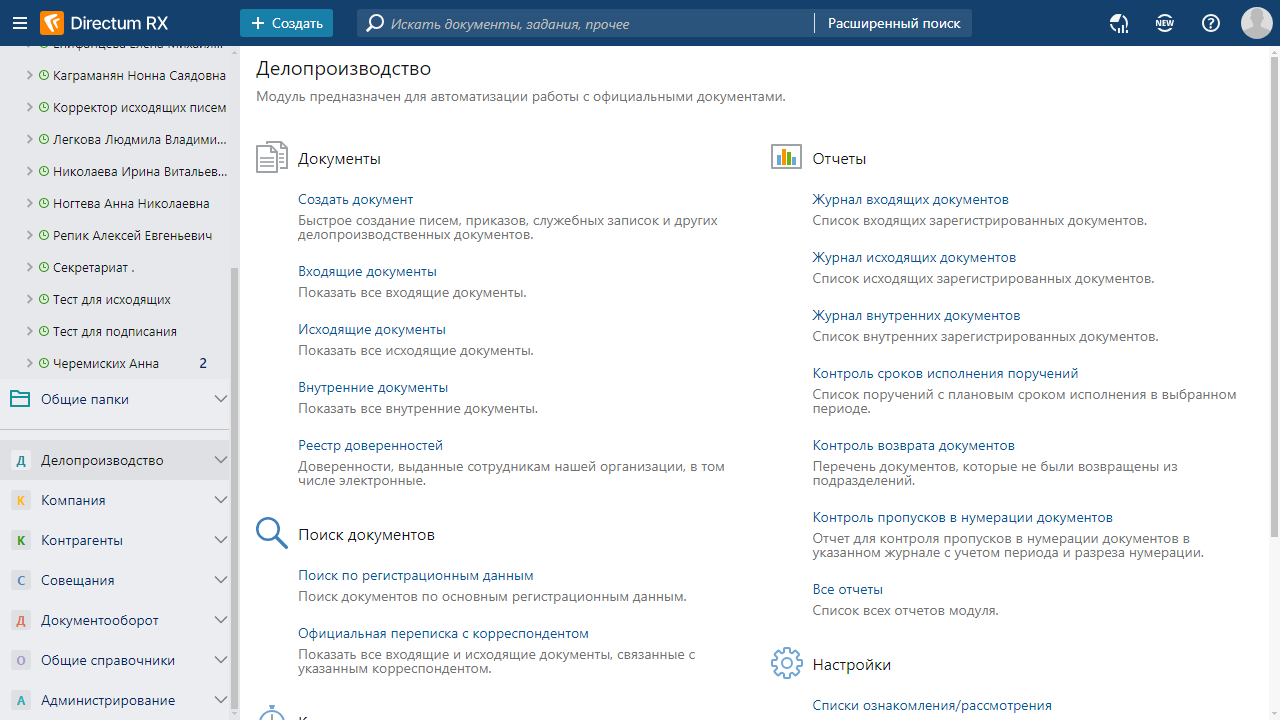 Directum RX
Создать
Искать документы, задания, прочее
Расширенный поиск
NEW
Каграманян Нонна Саядовна
Корректор исходящих писем
Легкова Людмила Владими...
Николаева Ирина Витальев...
Ногтева Анна Николаевна
Репик Алексей Евгеньевич
Секретариат .
Тест для исходящих
Тест для подписания
Черемиских Анна 2
Общие папки
Д Делопроизводство
К Компания
К Контрагенты
С Совещания
Д Документооборот
О Общие справочники
А Администрирование
Делопроизводство
Модуль предназначен для автоматизации работы с официальными документами.
Документы
Создать документ
Быстрое создание писем, приказов, служебных записок и других
делопроизводственных документов.
Входящие документы
Показать все входящие документы.
Исходящие документы
Показать все исходящие документы.
Внутренние документы
Показать все внутренние документы.
Реестр доверенностей
Доверенности, выданные сотрудникам нашей организации, в том
числе электронные.
Поиск документов
Поиск по регистрационным данным
Поиск документов по основным регистрационным данным.
Официальная переписка с корреспондентом
Показать все входящие и исходящие документы, связанные с
указанным корреспондентом.
Отчеты
Журнал входящих документов
Список входящих зарегистрированных документов.
Журнал исходящих документов
Список исходящих зарегистрированных документов.
Журнал внутренних документов
Список внутренних зарегистрированных документов.
Контроль сроков исполнения поручений
Список поручений с плановым сроком исполнения в выбранном
периоде.
Контроль возврата документов
Перечень документов, которые не были возвращены из
подразделений.
Контроль пропусков в нумерации документов
Отчет для контроля пропусков в нумерации документов в
указанном журнале с учетом периода и разреза нумерации.
Все отчеты
Список всех отчетов модуля.
Настройки
Списки ознакомления/рассмотрения